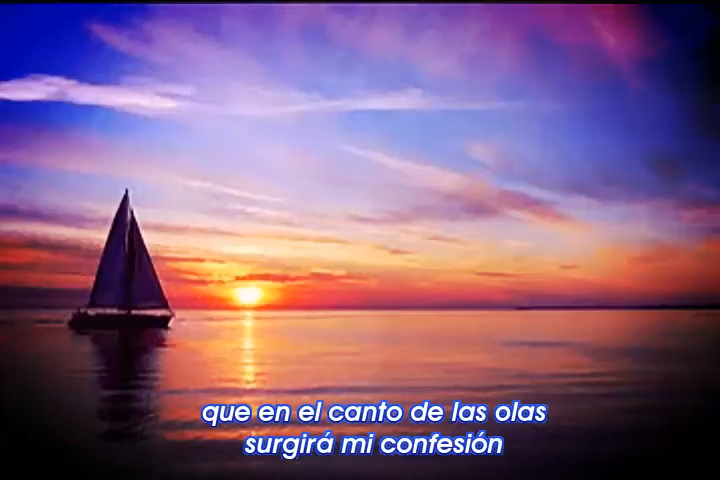 que en el canto de las olas
surgirá mi confesión